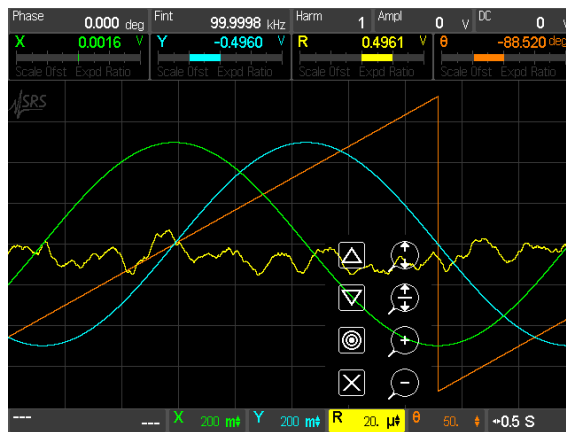 Phase 0.000 deg Fint 99.9998 kHz Harm 1 Ampl 0 V DC 0 V
X 0.0016 V Y -0.4960 V R 0.4961 V θ -88.520 deg
Scale Ofst Expd Ratio Scale Ofst Expd Ratio Scale Ofst Expd Ratio Scale Ofst Expd Ratio
SRS
--- --- X 200 m Y 200 m R 20. µ θ 50. 0.5 S